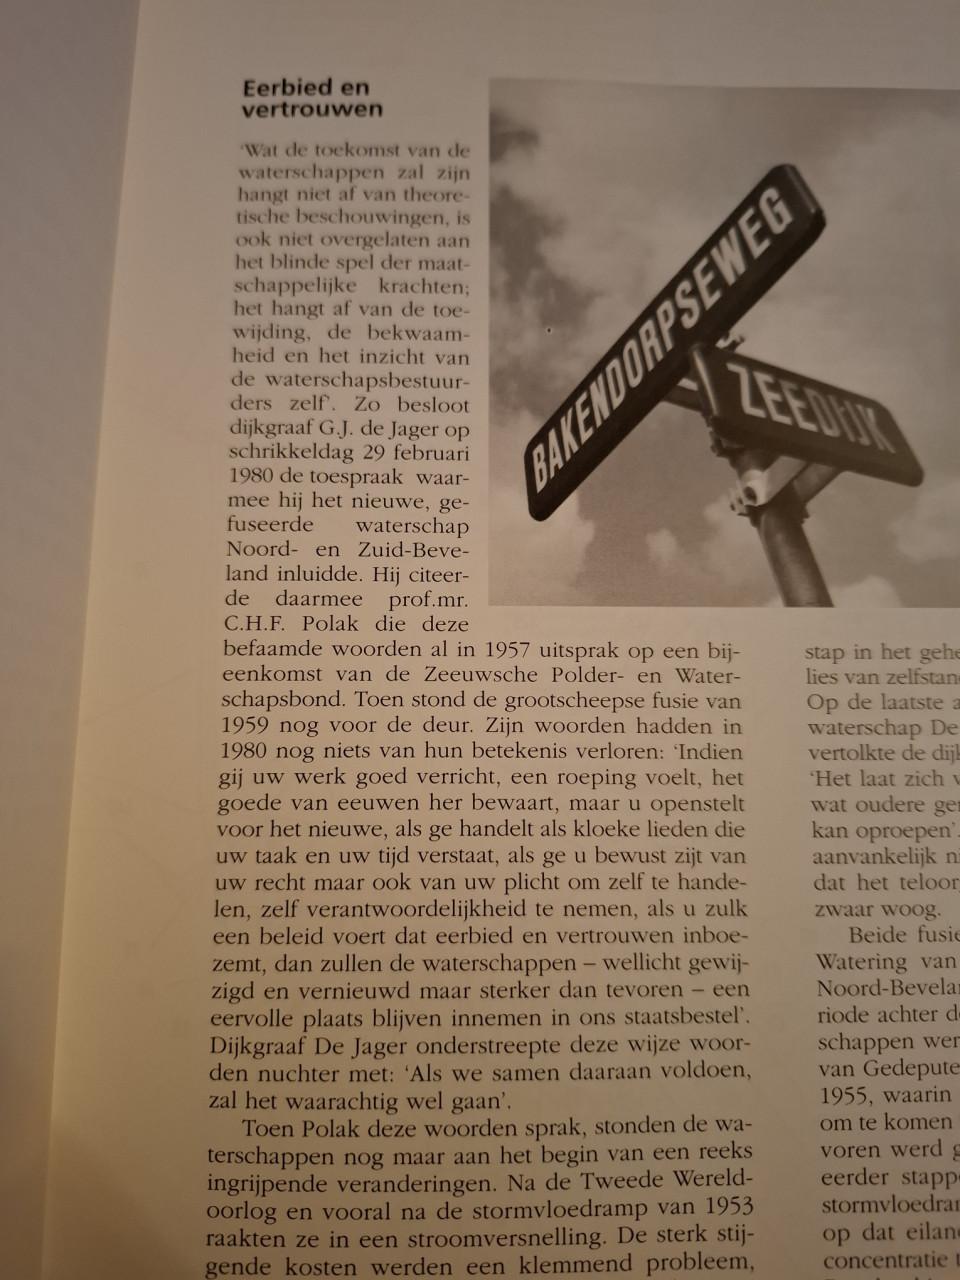 Eerbied en
vertrouwen
'Wat de toekomst van de
waterschappen zal zijn
hangt niet af van theore-
tische beschouwingen, is
ook niet overgelaten aan
het blinde spel der maat-
schappelijke krachten;
het hangt af van de toe-
wijding, de bekwaam-
heid en het inzicht van
de waterschapsbestuur-
ders zelf'. Zo besloot
dijkgraaf G.J. de Jager op
schrikkeldag 29 februari
1980 de toespraak waar-
mee hij het nieuwe, ge-
fuseerde waterschap
Noord- en Zuid-Beve-
land inluidde. Hij citeer-
de daarmee prof.mr.
C.H.F. Polak die deze
befaamde woorden al in 1957 uitsprak op een bij-
eenkomst van de Zeeuwsche Polder- en Water-
schapsbond. Toen stond de grootscheepse fusie van
1959 nog voor de deur. Zijn woorden hadden in
1980 nog niets van hun betekenis verloren: 'Indien
gij uw werk goed verricht, een roeping voelt, het
goede van eeuwen her bewaart, maar u openstelt
voor het nieuwe, als ge handelt als kloeke lieden die
uw taak en uw tijd verstaat, als ge u bewust zijt van
uw recht maar ook van uw plicht om zelf te hande-
len, zelf verantwoordelijkheid te nemen, als u zulk
een beleid voert dat eerbied en vertrouwen inboe-
zemt, dan zullen de waterschappen – wellicht gewij-
zigd en vernieuwd maar sterker dan tevoren – een
eervolle plaats blijven innemen in ons staatsbestel'.
Dijkgraaf De Jager onderstreepte deze wijze woor-
den nuchter met: 'Als we samen daaraan voldoen,
zal het waarachtig wel gaan'.
Toen Polak deze woorden sprak, stonden de wa-
terschappen nog maar aan het begin van een reeks
ingrijpende veranderingen. Na de Tweede Wereld-
oorlog en vooral na de stormvloedramp van 1953
raakten ze in een stroomversnelling. De sterk stij-
gende kosten werden een klemmend probleem,
BAKENDORPSEWEG
ZEEDIJK
stap in het gehe
lies van zelfstan
Op de laatste a
waterschap De
vertolkte de dijk
'Het laat zich v
wat oudere ger
kan oproepen'.
aanvankelijk ni
dat het teloor
zwaar woog.
Beide fusie
Watering van
Noord-Bevelan
riode achter de
schappen wer
van Gedepute
1955, waarin
om te komen
voren werd g
eerder stapp
stormvloedrar
op dat eiland
concentratie t